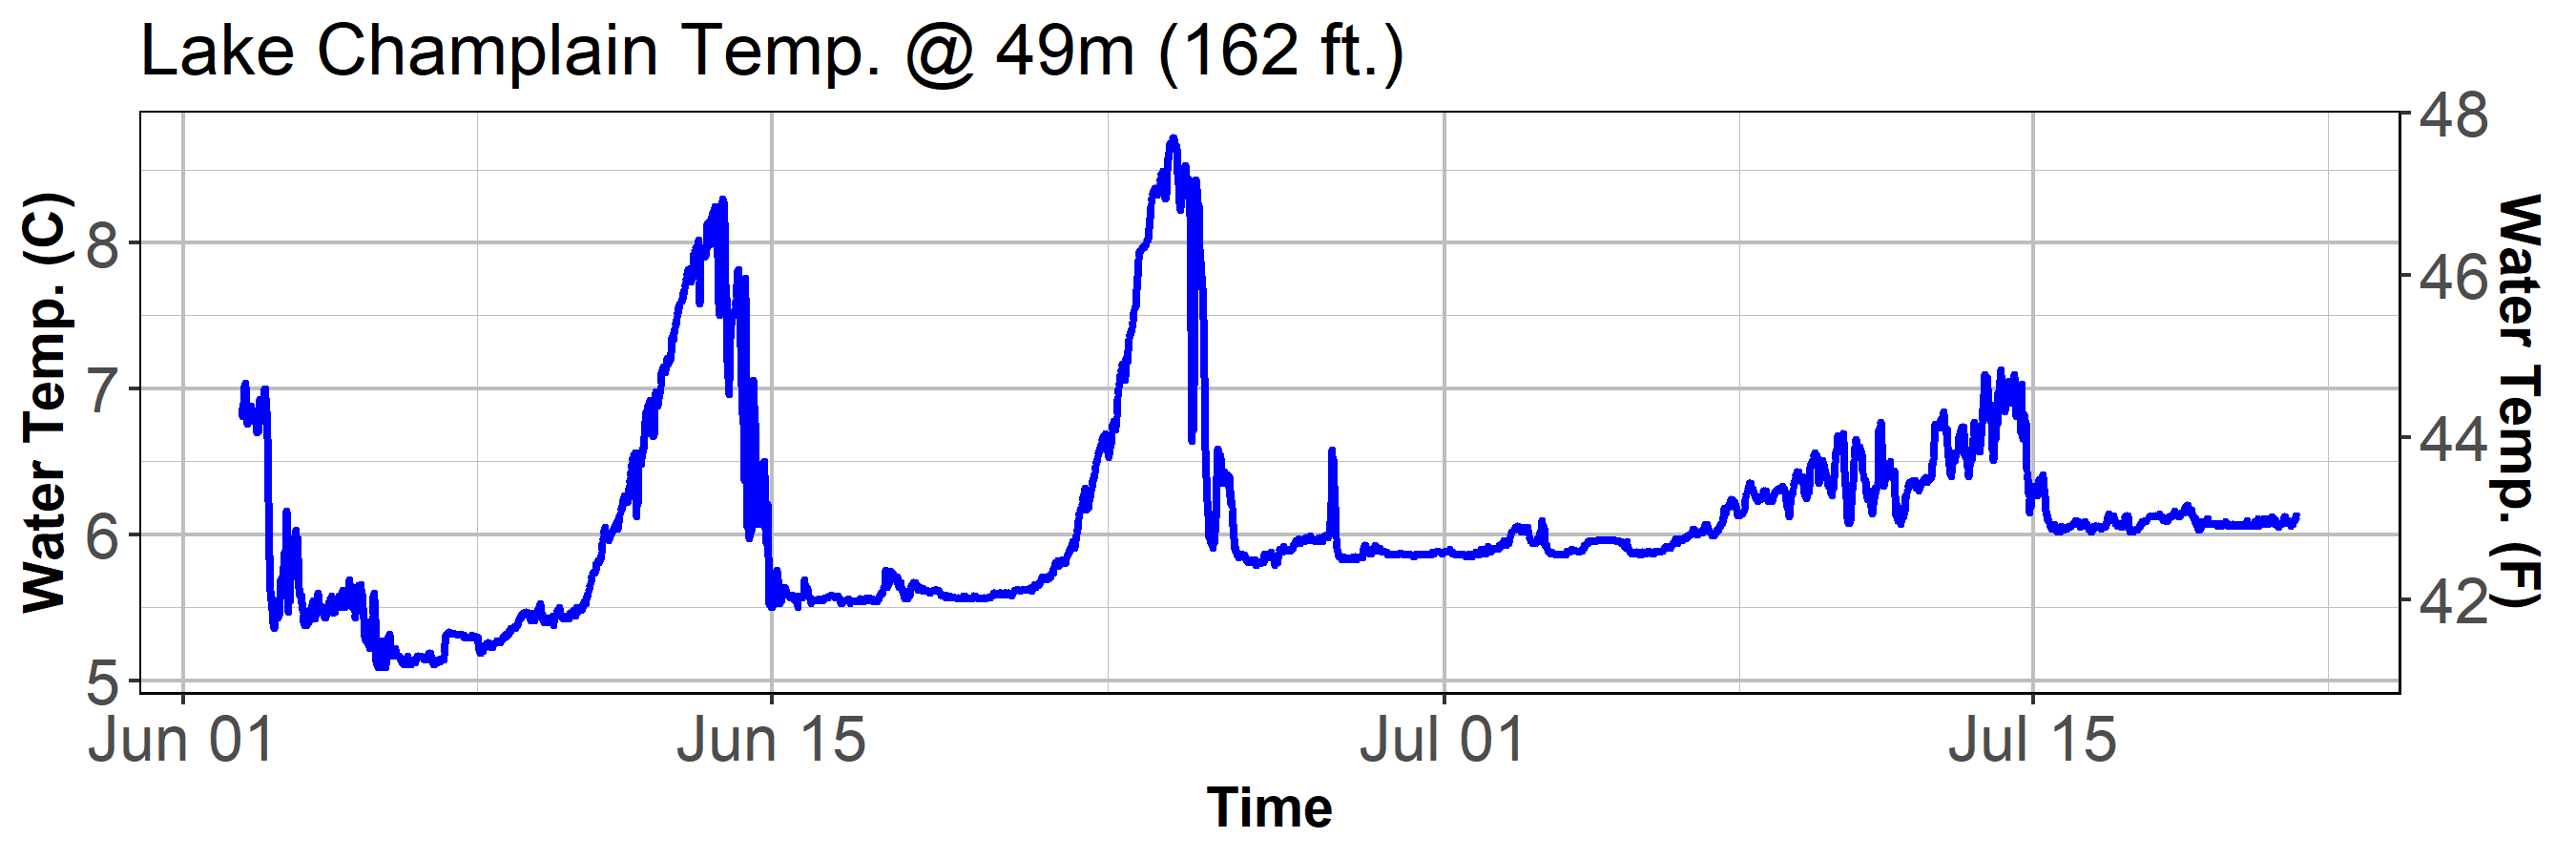 Lake Champlain Temp. @ 49m (162 ft.)
Water Temp. (C)
8
7
6
5
48
46
44
42
Water Temp. (F)
Jun 01 Jun 15 Jul 01 Jul 15
Time